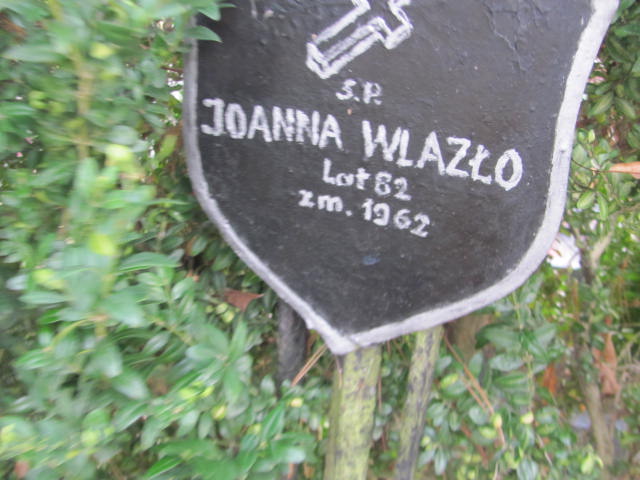 Ś.P.
JOANNA WLAZŁO
Lat 82
zm. 1962